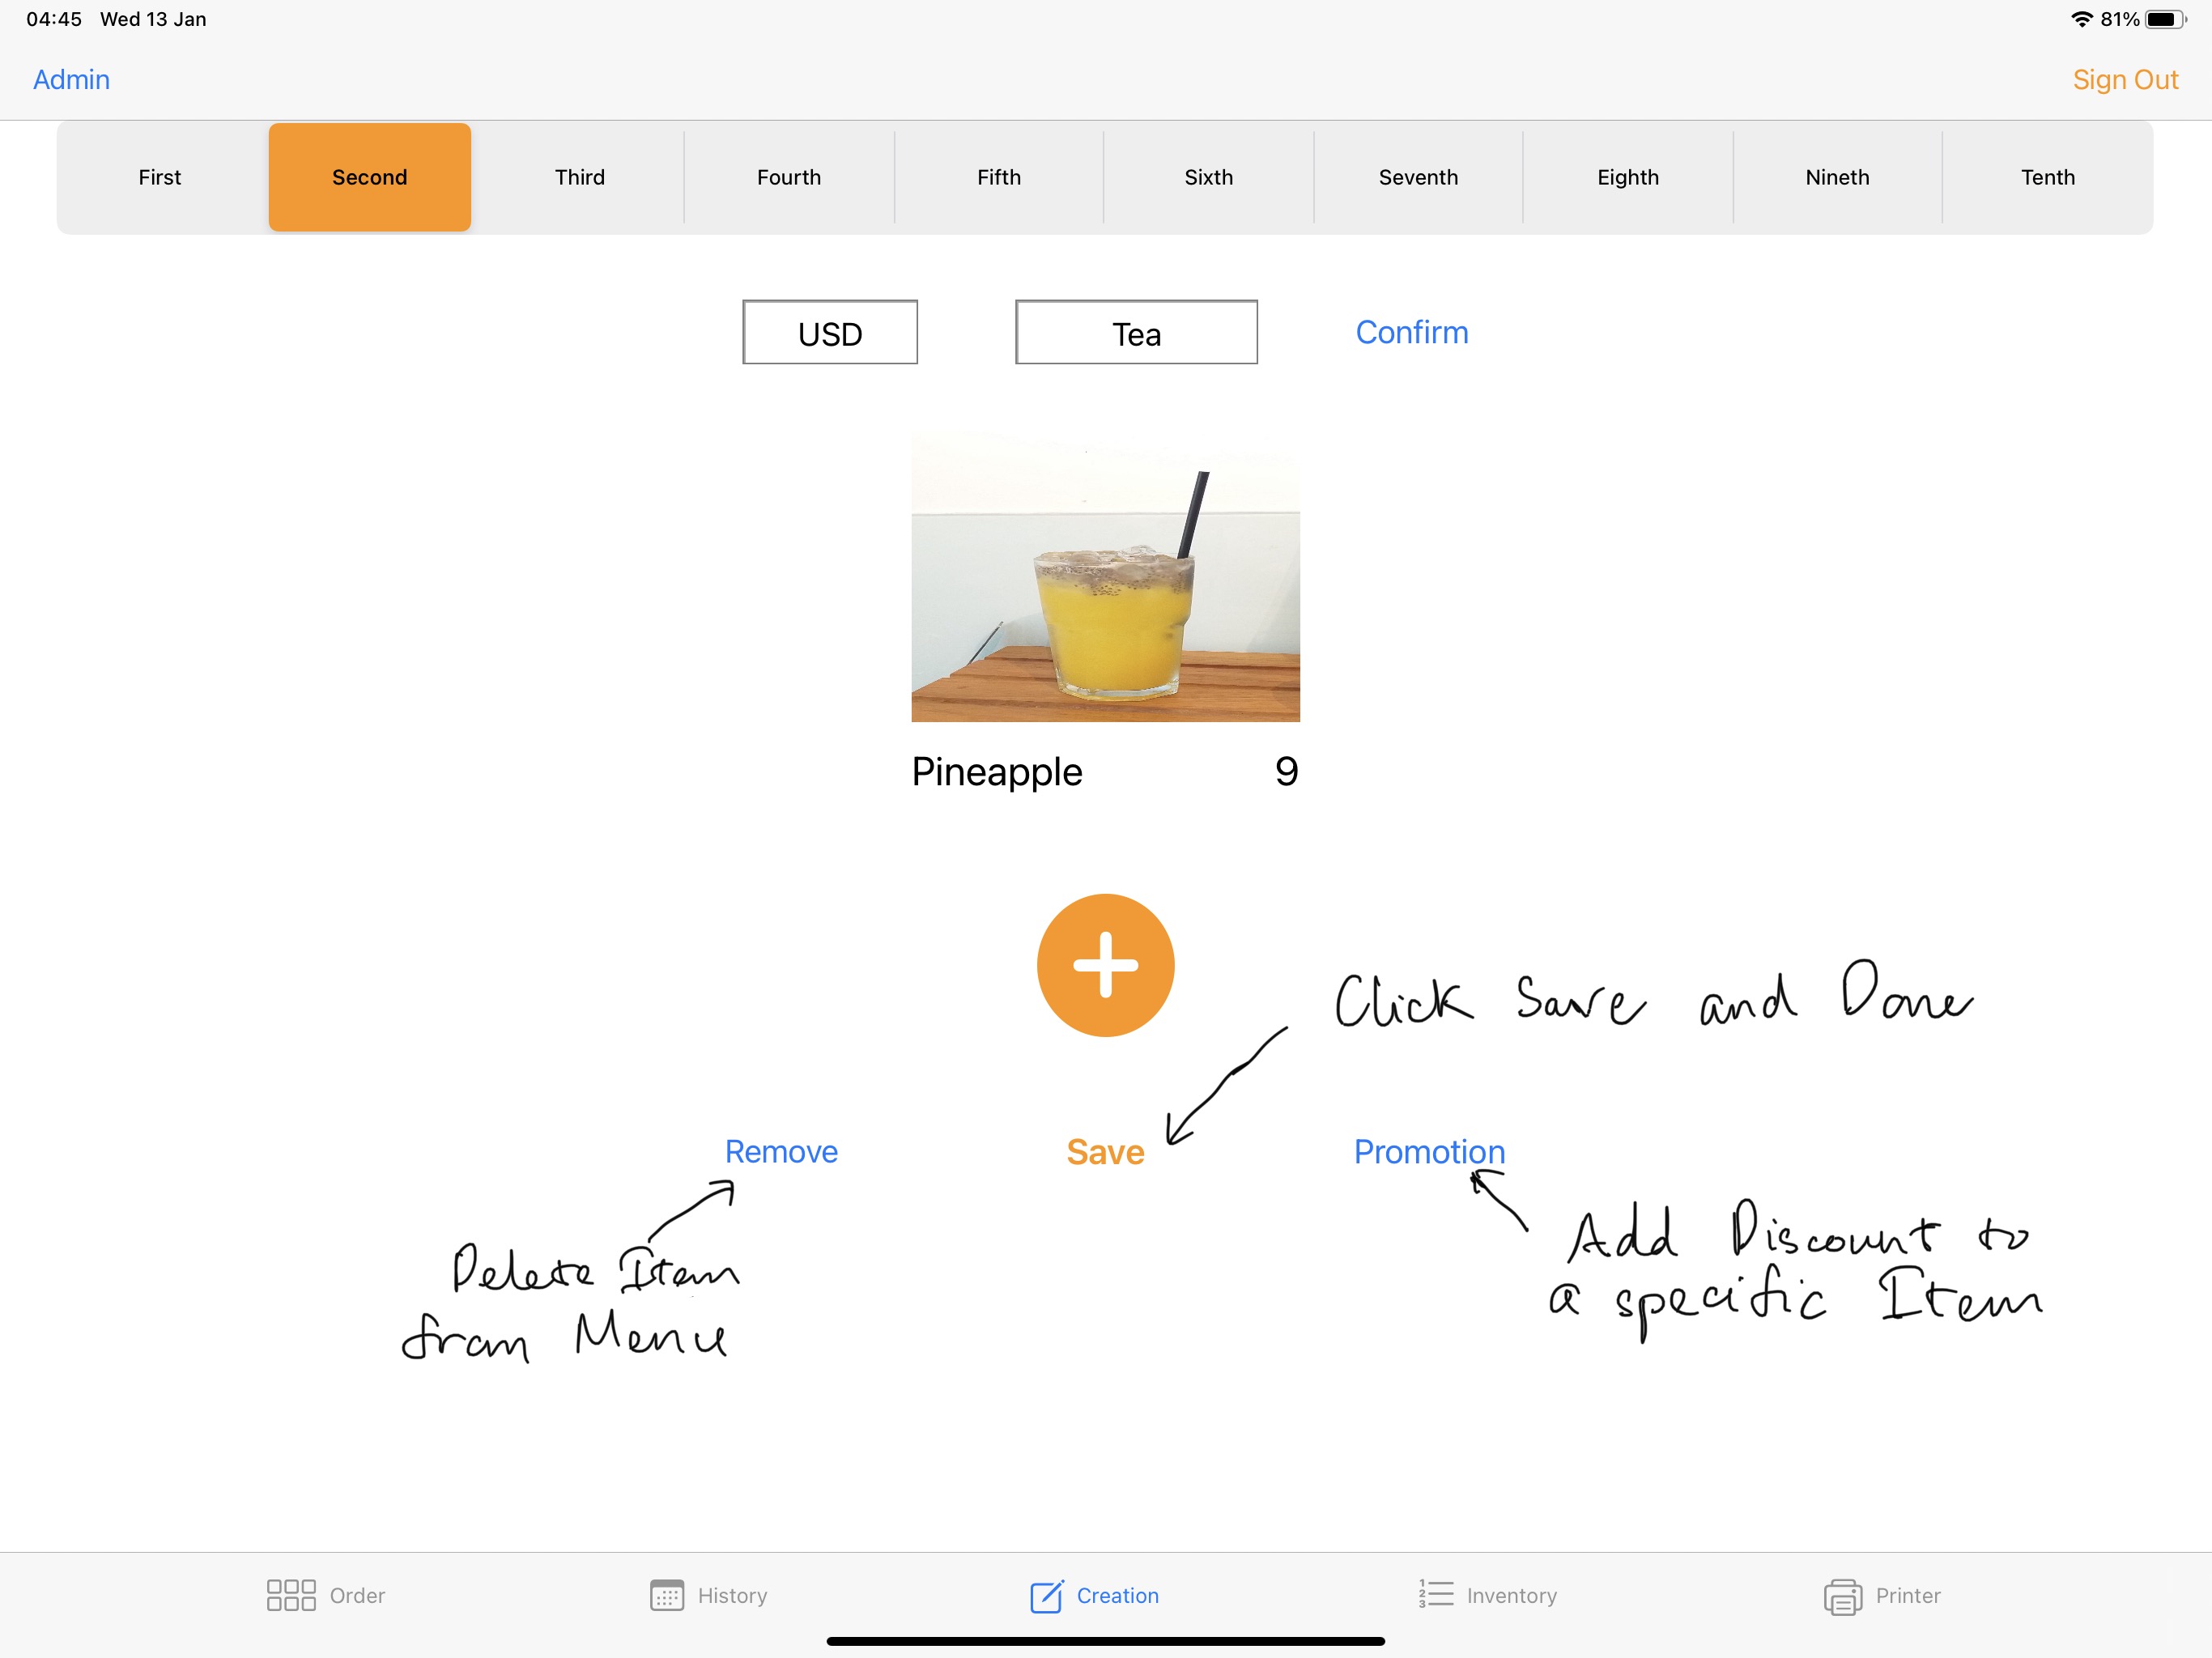 04:45 Wed 13 Jan 81%
Admin Sign Out
First Second Third Fourth Fifth Sixth Seventh Eighth Nineth Tenth
USD Tea Confirm
Pineapple 9
Click Save and Done
Remove Save Promotion
Delete Item
from Menu
Add Discount to
a specific Item
Order History Creation Inventory Printer